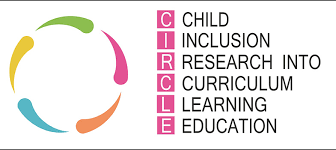 C CHILD
I INCLUSION
R RESEARCH INTO
C CURRICULUM
L LEARNING
E EDUCATION